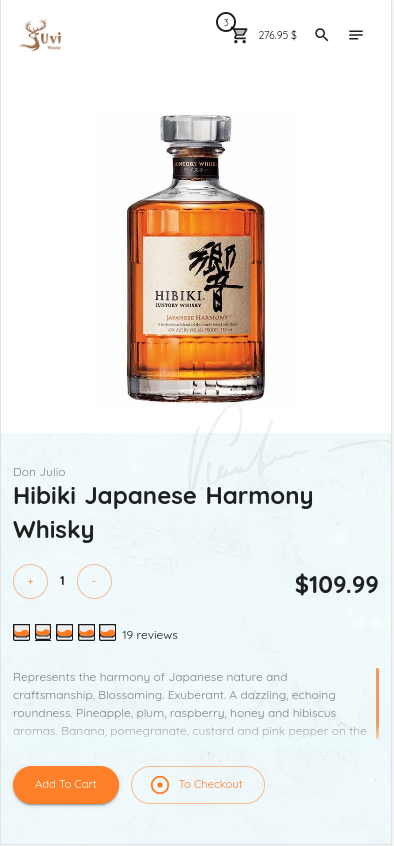 3
Uvi
276.95 $
SUNTORY WHISKY
響
HIBIKI
SUNTORY WHISKY
JAPANESE HARMONY
Don Julio
Hibiki Japanese Harmony
Whisky
+ 1 -
$109.99
19 reviews
Represents the harmony of Japanese nature and
craftsmanship. Blossoming. Exuberant. A dazzling, echoing
roundness. Pineapple, plum, raspberry, honey and hibiscus
aromas. Banana, pomegranate, custard and pink pepper on the
Add To Cart
To Checkout